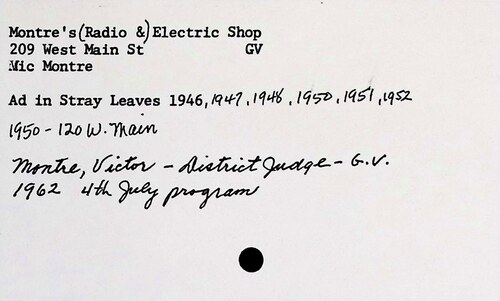 Montre's (Radio &) Electric Shop
209 West Main St GV
Mic Montre
Ad in Stray Leaves 1946, 1947, 1948, 1950, 1951, 1952
1950 - 120 W. Main
Montre, Victor - District Judge - G.V.
1962 4th July program